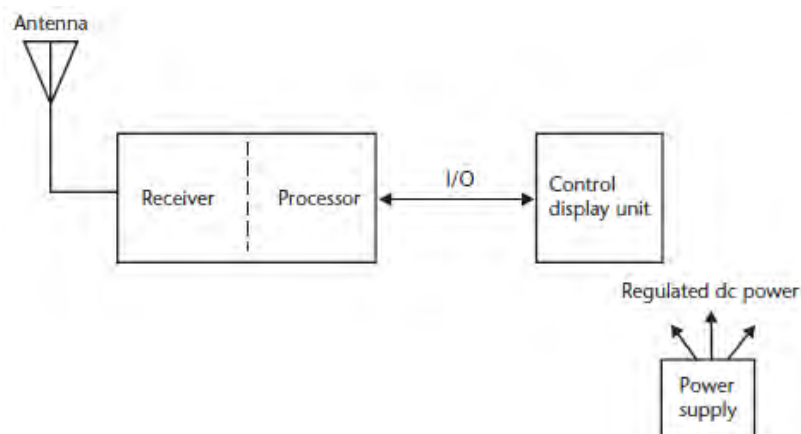 Antenna
Receiver
Processor
I/O
Control
display unit
Regulated dc power
Power
supply